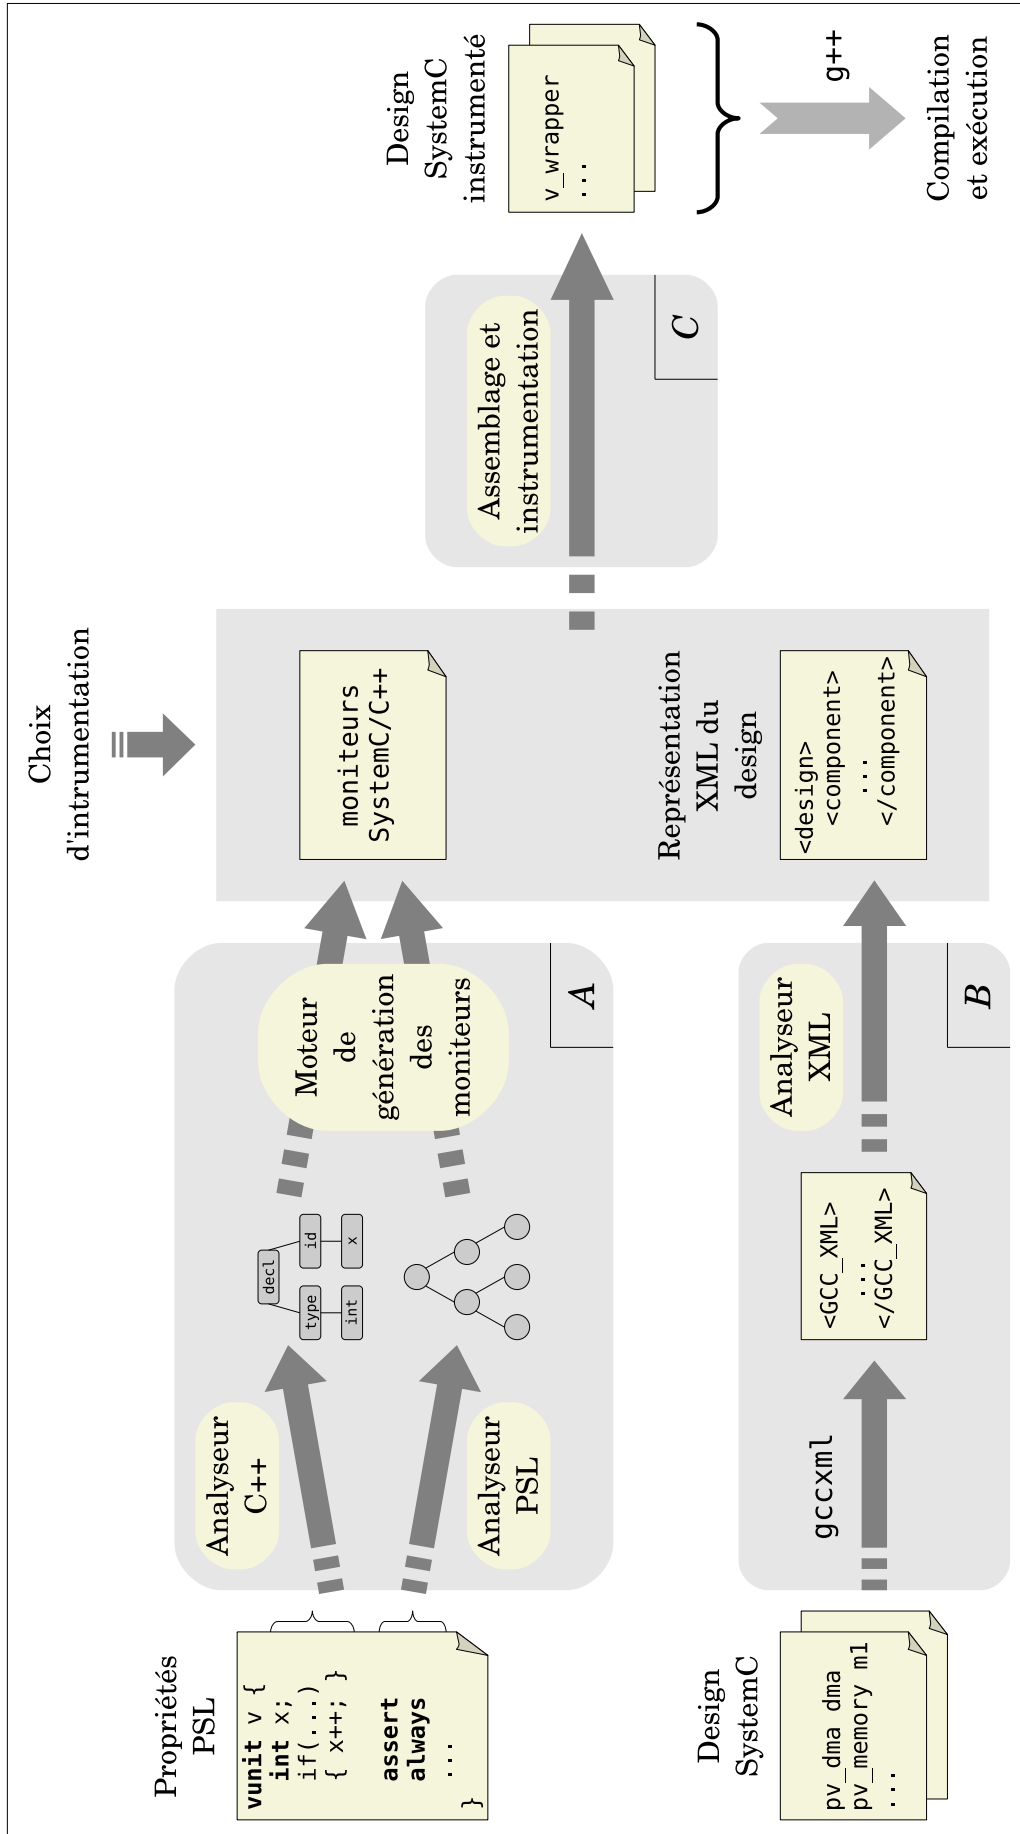 Propriétés
PSL
vunit v {
int x;
if(...)
{ x++; }
assert
always
...
}
Analyseur
C++
Analyseur
PSL
decl
type
id
int
x
Moteur
de
génération
des
moniteurs
A
Choix
d'intrumentation
moniteurs
SystemC/C++
Design
SystemC
pv_dma dma
pv_memory m1
...
gccxml
<GCC_XML>
...
</GCC_XML>
Analyseur
XML
B
Représentation
XML du
design
<design>
<component>
...
</component>
Assemblage et
instrumentation
C
Design
SystemC
instrumenté
v_wrapper
...
g++
Compilation
et exécution